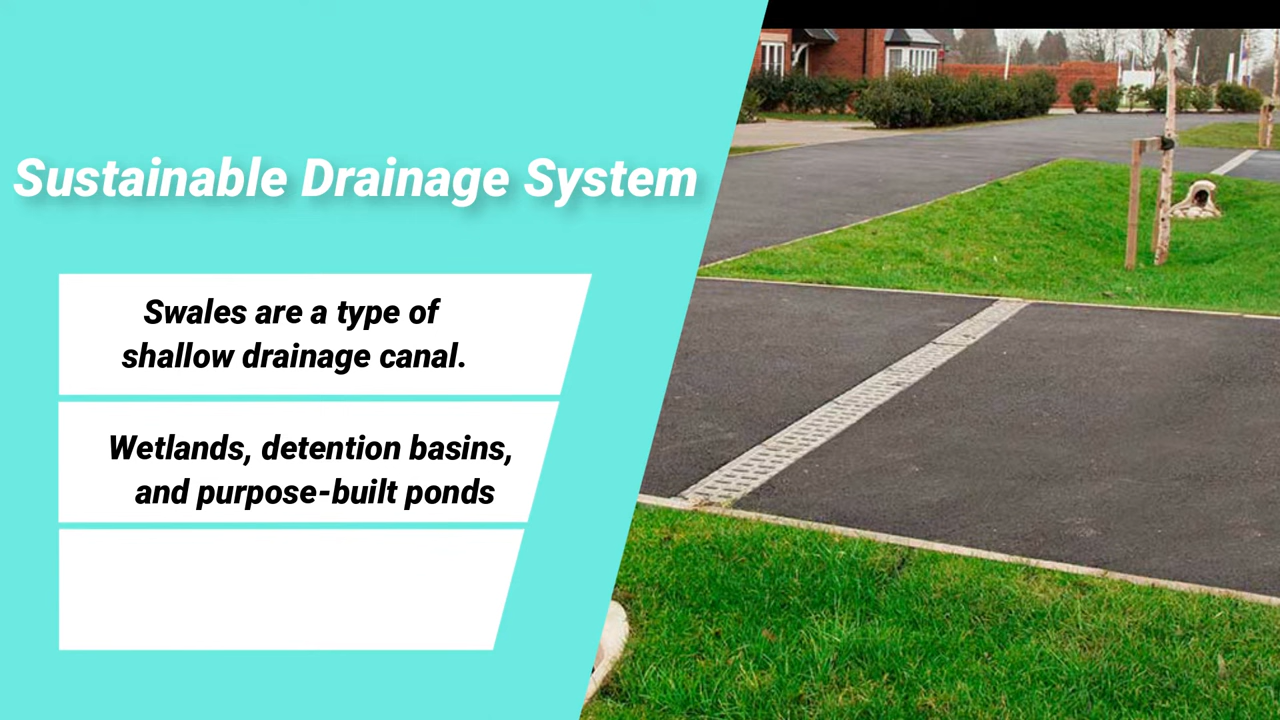 Sustainable Drainage System
Swales are a type of
shallow drainage canal.
Wetlands, detention basins,
and purpose-built ponds